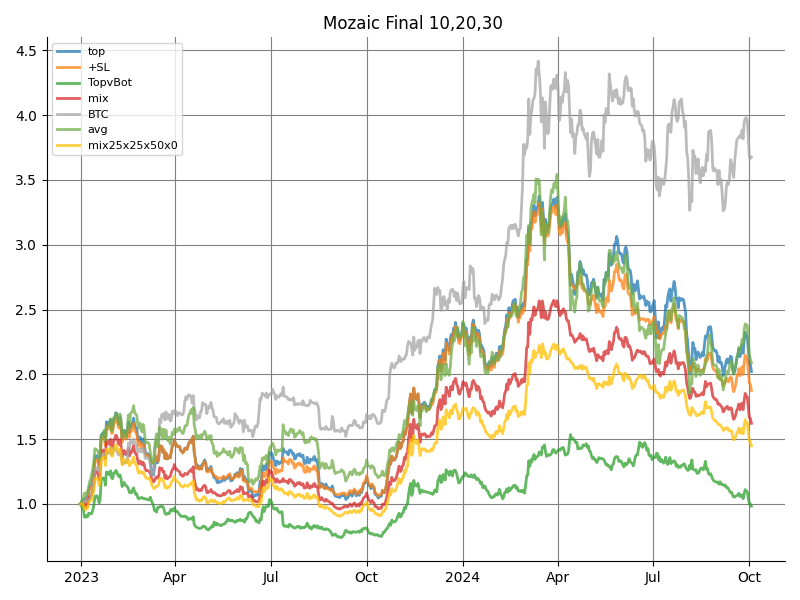 Mozaic Final 10,20,30
top
+SL
TopvBot
mix
BTC
avg
mix25x25x50x0
4.5
4.0
3.5
3.0
2.5
2.0
1.5
1.0
2023
Apr
Jul
Oct
2024
Apr
Jul
Oct